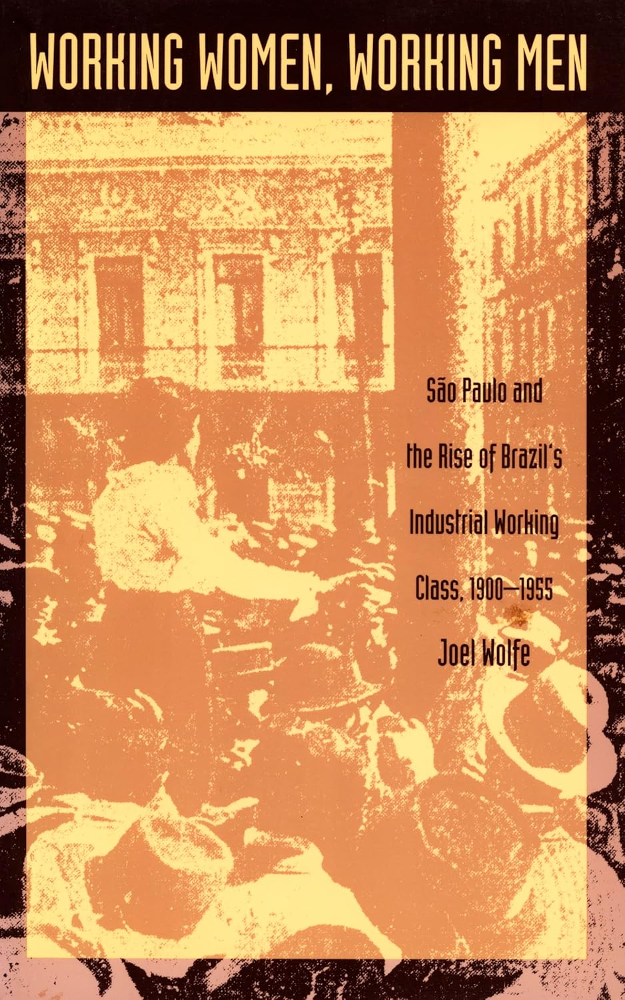 WORKING WOMEN, WORKING MEN
São Paulo and
the Rise of Brazil's
Industrial Working
Class, 1900—1955
Joel Wolfe